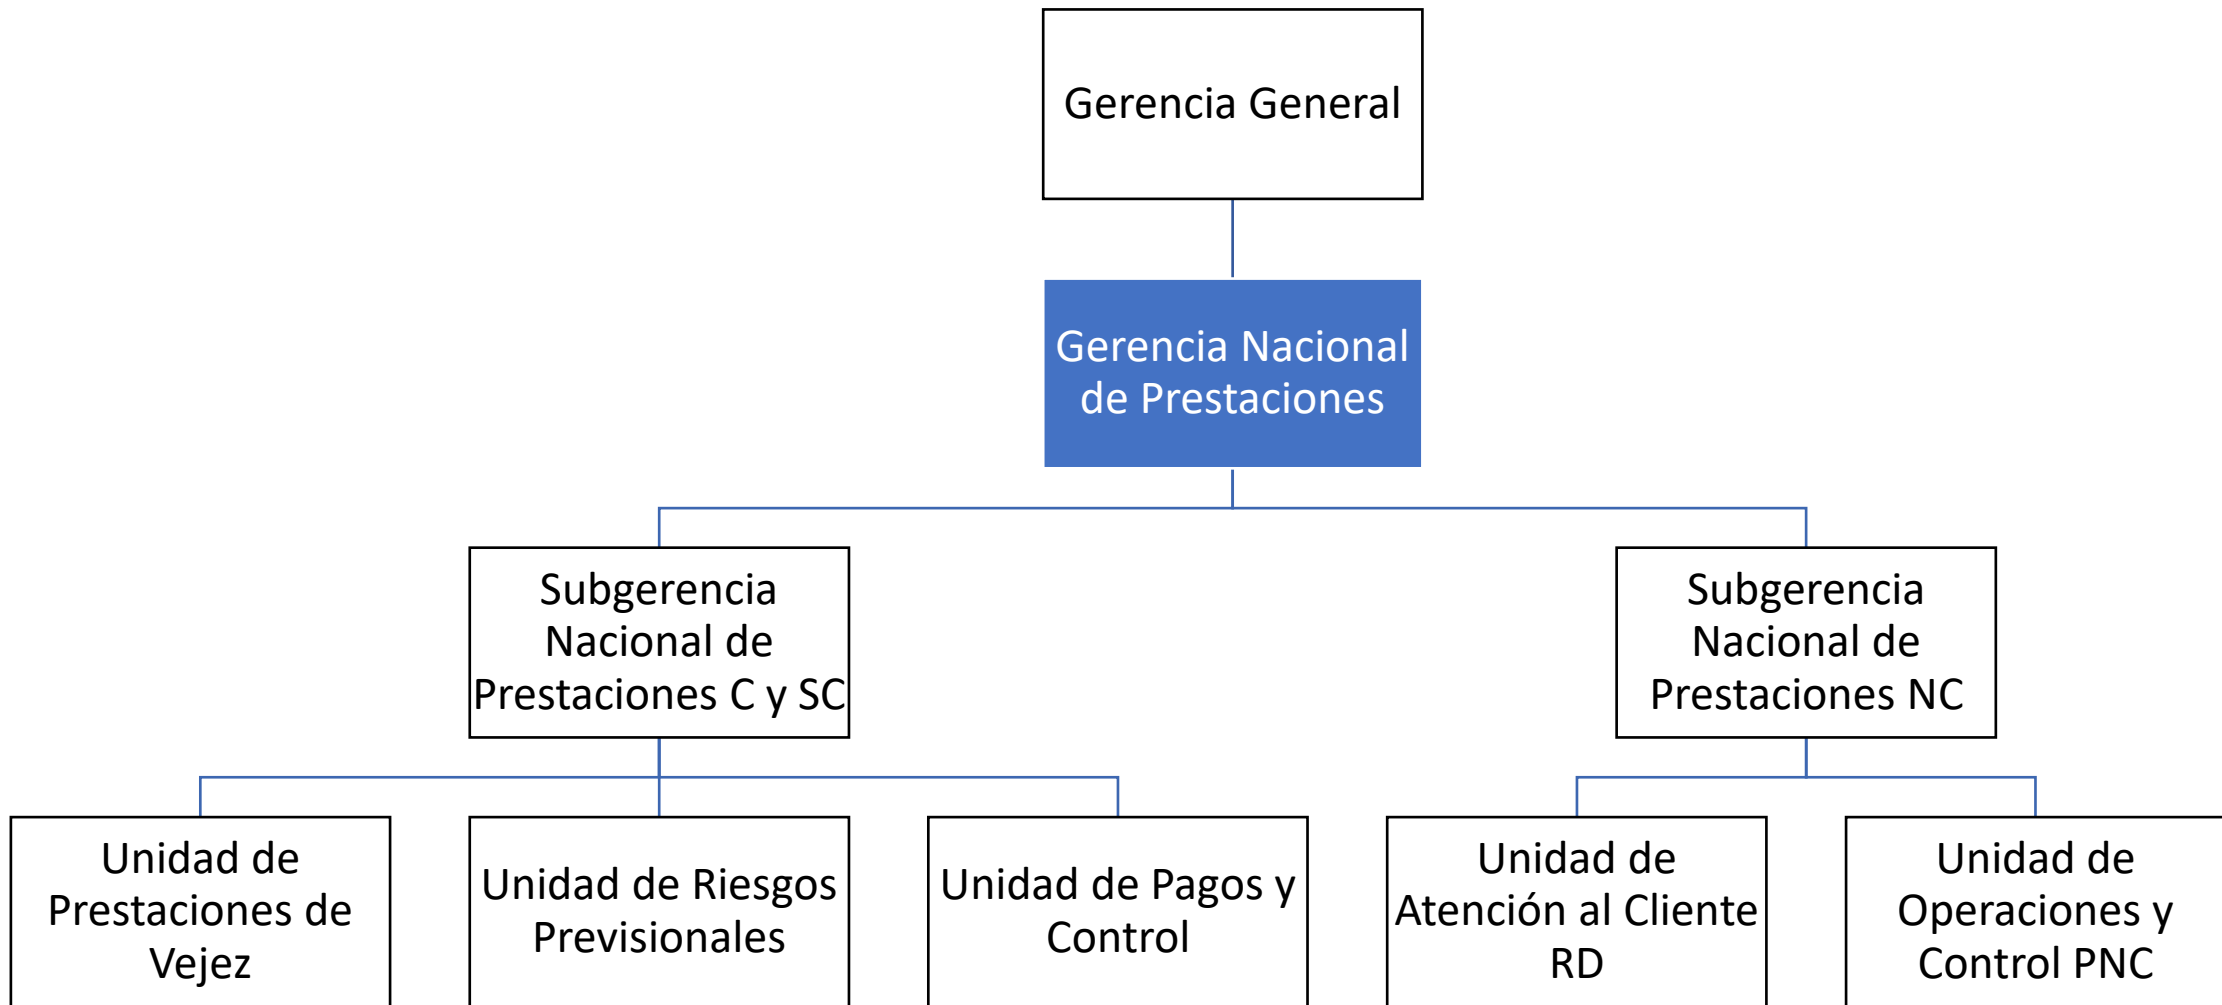 Gerencia General
Gerencia Nacional
de Prestaciones
Subgerencia
Nacional de
Prestaciones C y SC
Subgerencia
Nacional de
Prestaciones NC
Unidad de
Prestaciones de
Vejez
Unidad de Riesgos
Previsionales
Unidad de Pagos y
Control
Unidad de
Atención al Cliente
RD
Unidad de
Operaciones y
Control PNC